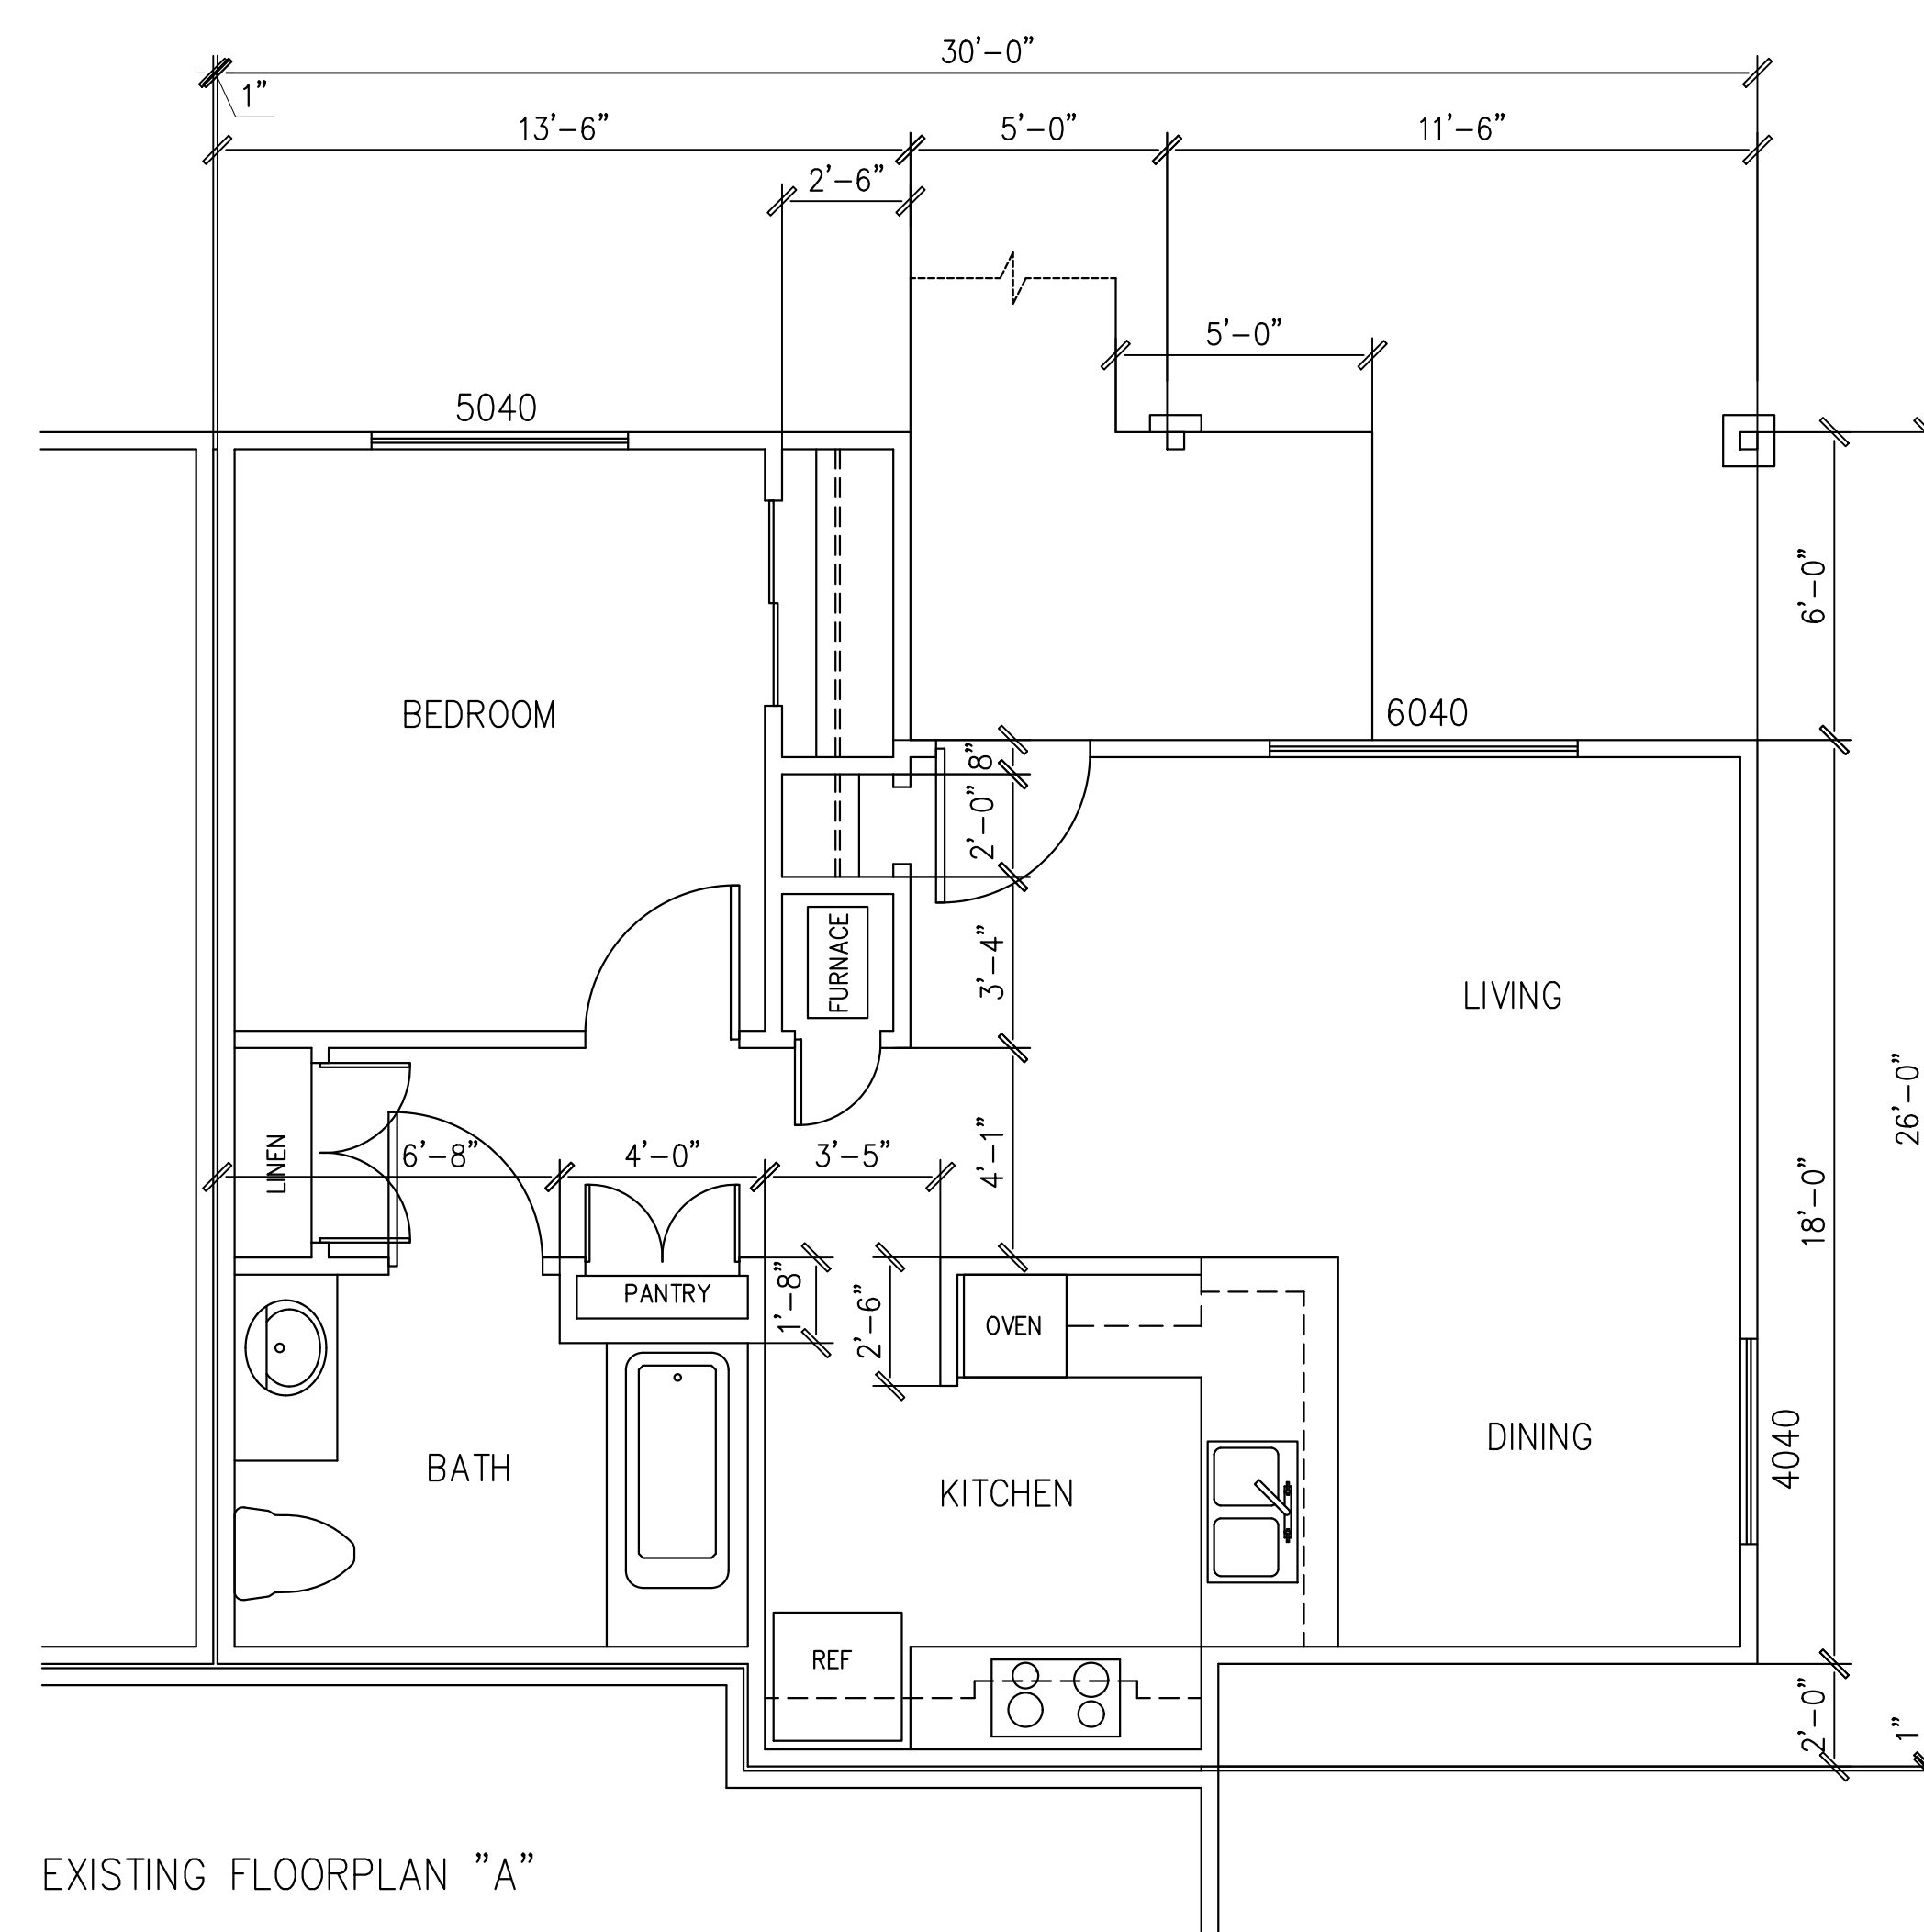 30'-0"
1"
13'-6"
5'-0"
11'-6"
2'-6"
5'-0"
5040
6'-0"
BEDROOM
6040
8"
2'-0"
FURNACE
3'-4"
LIVING
26'-0"
LINEN
6'-8"
4'-0"
3'-5"
4'-1"
18'-0"
PANTRY
1'-8"
2'-6"
OVEN
BATH
KITCHEN
DINING
4040
REF
2'-0"
1"
EXISTING FLOORPLAN "A"